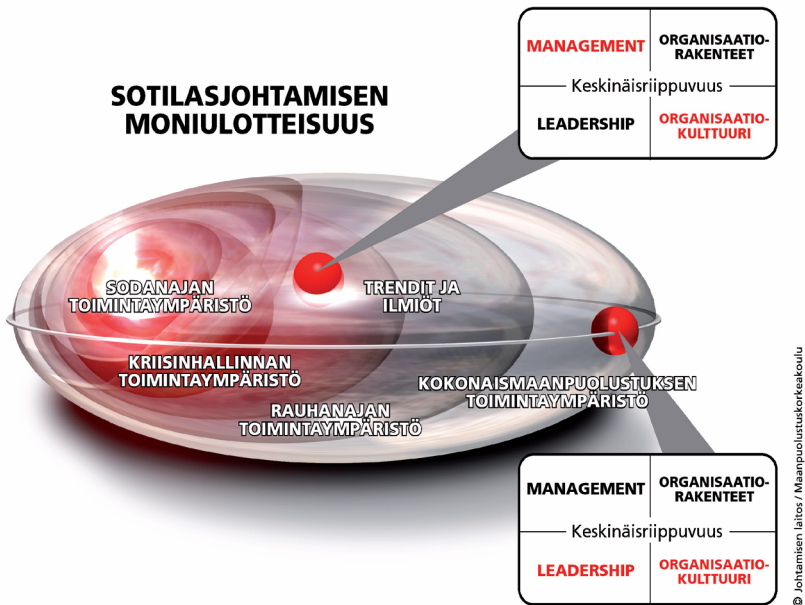 SOTILASJOHTAMISEN
MONIULOTTEISUUS
MANAGEMENT
ORGANISAATIO-
RAKENTEET
Keskinäisriippuvuus
LEADERSHIP
ORGANISAATIO-
KULTTUURI
SODANAJAN
TOIMINTAYMPÄRISTÖ
TRENDIT JA
ILMIÖT
KRIISINHALLINNAN
TOIMINTAYMPÄRISTÖ
RAUHANAJAN
TOIMINTAYMPÄRISTÖ
KOKONAISMAANPUOLUSTUKSEN
TOIMINTAYMPÄRISTÖ
MANAGEMENT
ORGANISAATIO-
RAKENTEET
Keskinäisriippuvuus
LEADERSHIP
ORGANISAATIO-
KULTTUURI
© Johtamisen laitos / Maanpuolustuskorkeakoulu